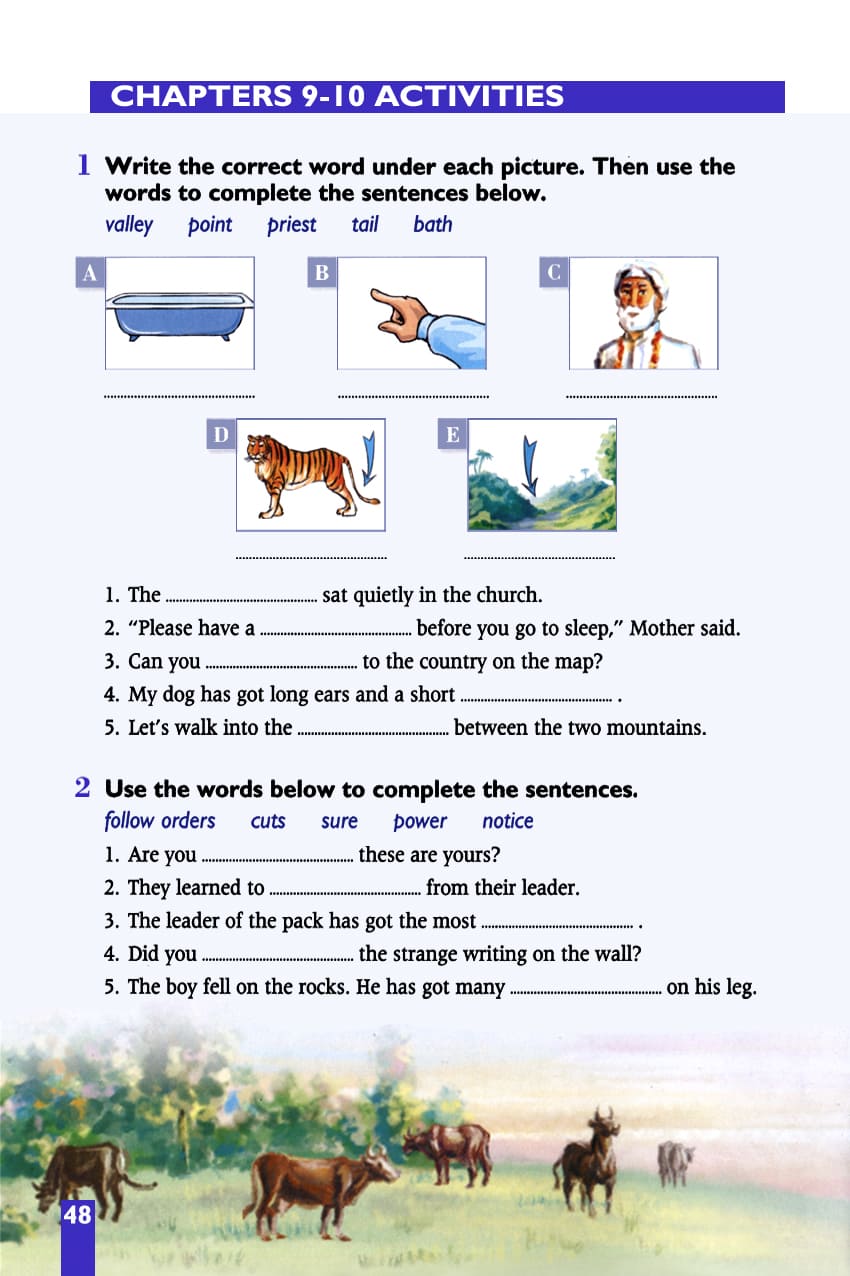 CHAPTERS 9-10 ACTIVITIES
1 Write the correct word under each picture. Then use the
words to complete the sentences below.
valley point priest tail bath
A B C
D E
1. The ............................................. sat quietly in the church.
2. “Please have a ............................................. before you go to sleep,” Mother said.
3. Can you ............................................. to the country on the map?
4. My dog has got long ears and a short ............................................. .
5. Let’s walk into the ............................................. between the two mountains.
2 Use the words below to complete the sentences.
follow orders cuts sure power notice
1. Are you ............................................. these are yours?
2. They learned to ............................................. from their leader.
3. The leader of the pack has got the most ............................................. .
4. Did you ............................................. the strange writing on the wall?
5. The boy fell on the rocks. He has got many ............................................. on his leg.
48